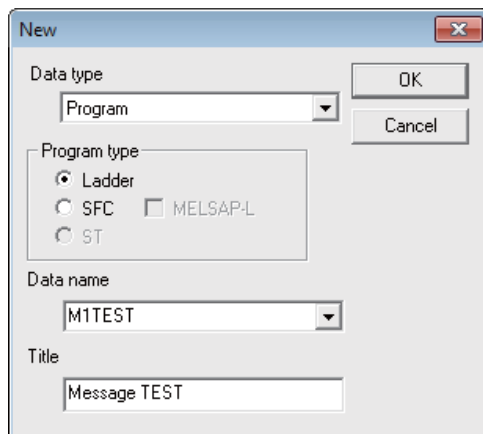 New
Data type
OK
Program
Cancel
Program type
Ladder
SFC MELSAP-L
ST
Data name
M1TEST
Title
Message TEST